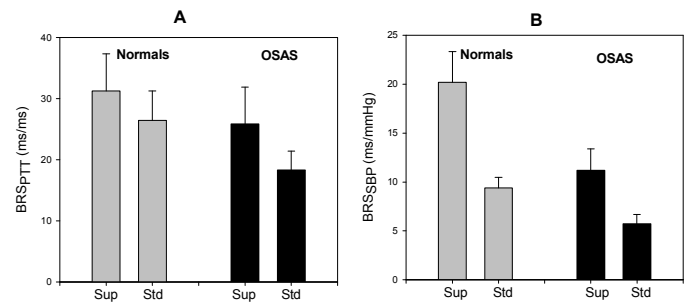 A
40
30
20
10
0
BRSPTT (ms/ms)
Normals
OSAS
Sup
Std
Sup
Std
B
25
20
15
10
5
0
BRSSBP (ms/mmHg)
Normals
OSAS
Sup
Std
Sup
Std